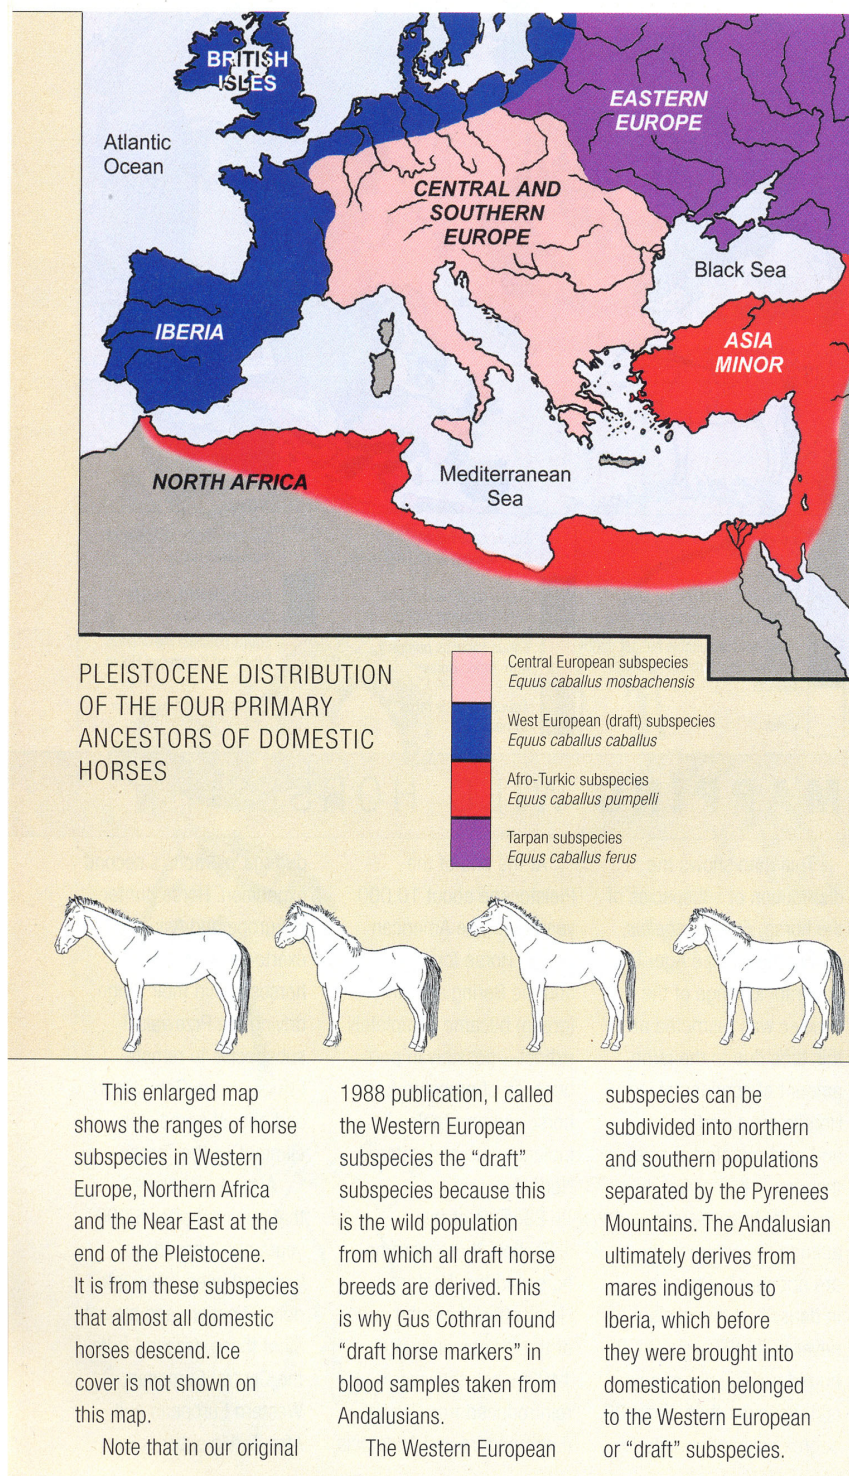 BRITISH
ISLES
Atlantic
Ocean
EASTERN
EUROPE
CENTRAL AND
SOUTHERN
EUROPE
Black Sea
IBERIA
ASIA
MINOR
NORTH AFRICA
Mediterranean
Sea
PLEISTOCENE DISTRIBUTION
OF THE FOUR PRIMARY
ANCESTORS OF DOMESTIC
HORSES
Central European subspecies
Equus caballus mosbachensis
West European (draft) subspecies
Equus caballus caballus
Afro-Turkic subspecies
Equus caballus pumpelli
Tarpan subspecies
Equus caballus ferus
This enlarged map
shows the ranges of horse
subspecies in Western
Europe, Northern Africa
and the Near East at the
end of the Pleistocene.
It is from these subspecies
that almost all domestic
horses descend. Ice
cover is not shown on
this map.
Note that in our original
1988 publication, I called
the Western European
subspecies the “draft”
subspecies because this
is the wild population
from which all draft horse
breeds are derived. This
is why Gus Cothran found
“draft horse markers” in
blood samples taken from
Andalusians.
The Western European
subspecies can be
subdivided into northern
and southern populations
separated by the Pyrenees
Mountains. The Andalusian
ultimately derives from
mares indigenous to
Iberia, which before
they were brought into
domestication belonged
to the Western European
or “draft” subspecies.